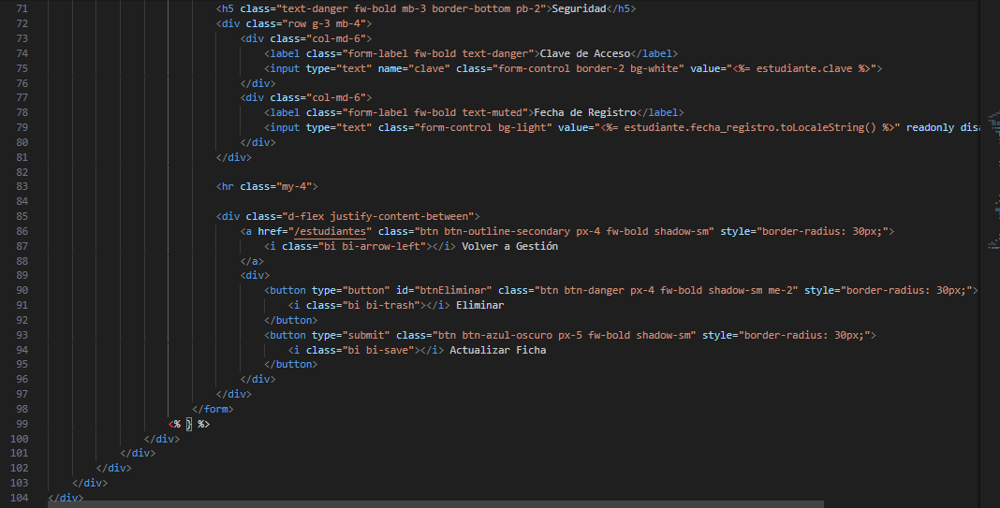 71 <h5 class="text-danger fw-bold mb-3 border-bottom pb-2">Seguridad</h5>
72 <div class="row g-3 mb-4">
73 <div class="col-md-6">
74 <label class="form-label fw-bold text-danger">Clave de Acceso</label>
75 <input type="text" name="clave" class="form-control border-2 bg-white" value="<%= estudiante.clave %>">
76 </div>
77 <div class="col-md-6">
78 <label class="form-label fw-bold text-muted">Fecha de Registro</label>
79 <input type="text" class="form-control bg-light" value="<%= estudiante.fecha_registro.toLocaleString() %>" readonly disa
80 </div>
81 </div>
82
83 <hr class="my-4">
84
85 <div class="d-flex justify-content-between">
86 <a href="/estudiantes" class="btn btn-outline-secondary px-4 fw-bold shadow-sm" style="border-radius: 30px;">
87 <i class="bi bi-arrow-left"></i> Volver a Gestión
88 </a>
89 <div>
90 <button type="button" id="btnEliminar" class="btn btn-danger px-4 fw-bold shadow-sm me-2" style="border-radius: 30px;">
91 <i class="bi bi-trash"></i> Eliminar
92 </button>
93 <button type="submit" class="btn btn-azul-oscuro px-5 fw-bold shadow-sm" style="border-radius: 30px;">
94 <i class="bi bi-save"></i> Actualizar Ficha
95 </button>
96 </div>
97 </div>
98 </form>
99 <% } %>
100 </div>
101 </div>
102 </div>
103 </div>
104 </div>